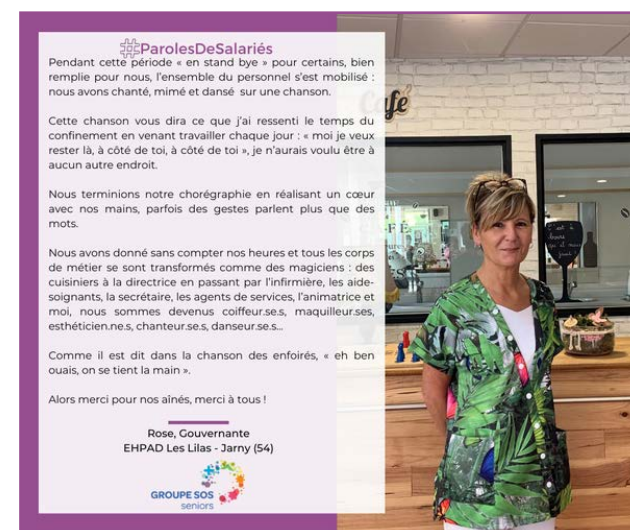 #ParolesDeSalariés
Pendant cette période « en stand bye » pour certains, bien
remplie pour nous, l'ensemble du personnel s'est mobilisé :
nous avons chanté, mimé et dansé sur une chanson.
Cette chanson vous dira ce que j'ai ressenti le temps du
confinement en venant travailler chaque jour : « moi je veux
rester là, à côté de toi, à côté de toi », je n'aurais voulu être à
aucun autre endroit.
Nous terminions notre chorégraphie en réalisant un cœur
avec nos mains, parfois des gestes parlent plus que des
mots.
Nous avons donné sans compter nos heures et tous les corps
de métier se sont transformés comme des magiciens : des
cuisiniers à la directrice en passant par l'infirmière, les aide-
soignants, la secrétaire, les agents de services, l'animatrice et
moi, nous sommes devenus coiffeur.se.s, maquilleur.ses,
esthéticien.ne.s, chanteur.se.s, danseur.se.s...
Comme il est dit dans la chanson des enfoirés, « eh ben
ouais, on se tient la main ».
Alors merci pour nos aînés, merci à tous !
Rose, Gouvernante
EHPAD Les Lilas - Jarny (54)
GROUPE SOS
seniors
Café